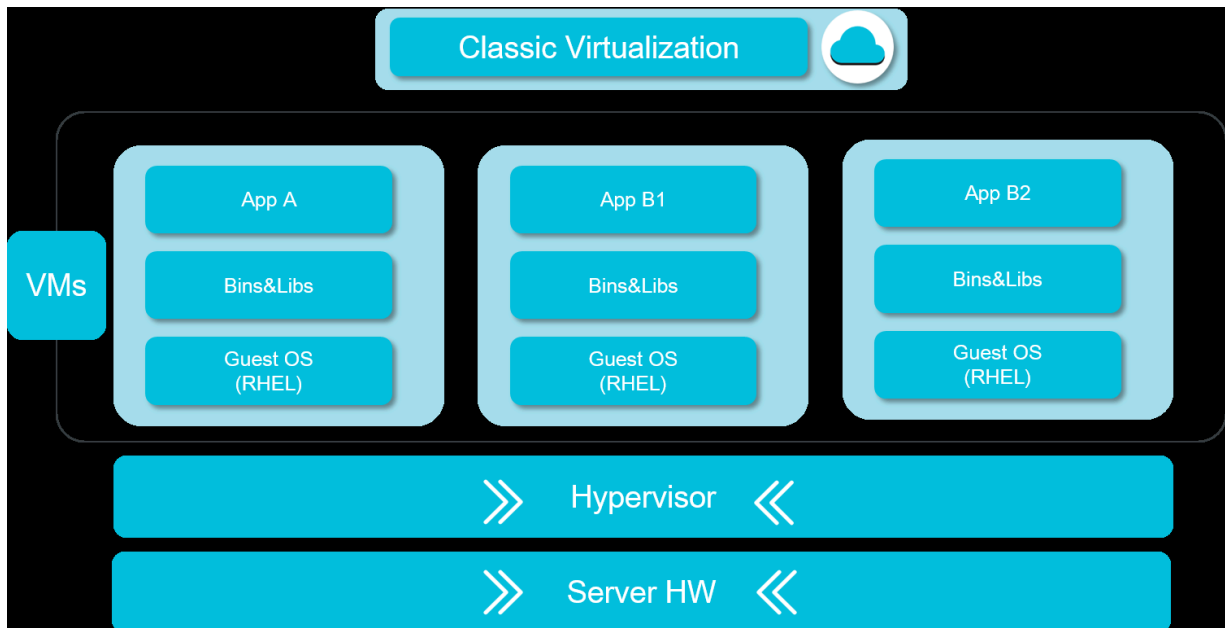 Classic Virtualization
VMs
App A
Bins&Libs
Guest OS
(RHEL)
App B1
Bins&Libs
Guest OS
(RHEL)
App B2
Bins&Libs
Guest OS
(RHEL)
Hypervisor
Server HW